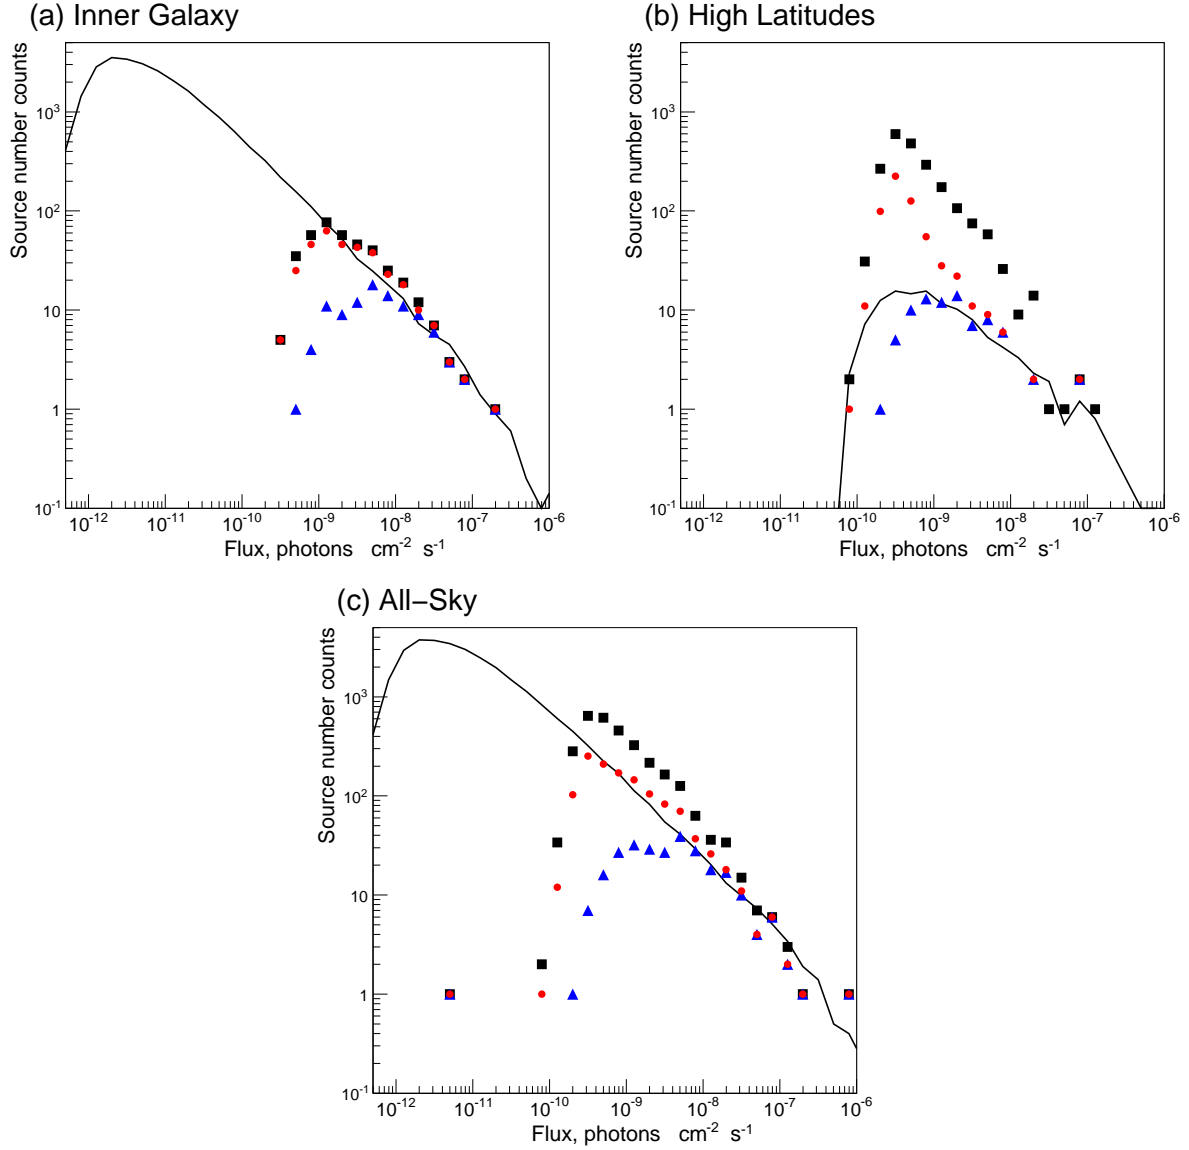 (a) Inner Galaxy
Source number counts
10³
10²
10
1
10⁻¹
10⁻¹² 10⁻¹¹ 10⁻¹⁰ 10⁻⁹ 10⁻⁸ 10⁻⁷ 10⁻⁶
Flux, photons cm⁻² s⁻¹
(b) High Latitudes
Source number counts
10³
10²
10
1
10⁻¹
10⁻¹² 10⁻¹¹ 10⁻¹⁰ 10⁻⁹ 10⁻⁸ 10⁻⁷ 10⁻⁶
Flux, photons cm⁻² s⁻¹
(c) All−Sky
Source number counts
10³
10²
10
1
10⁻¹
10⁻¹² 10⁻¹¹ 10⁻¹⁰ 10⁻⁹ 10⁻⁸ 10⁻⁷ 10⁻⁶
Flux, photons cm⁻² s⁻¹